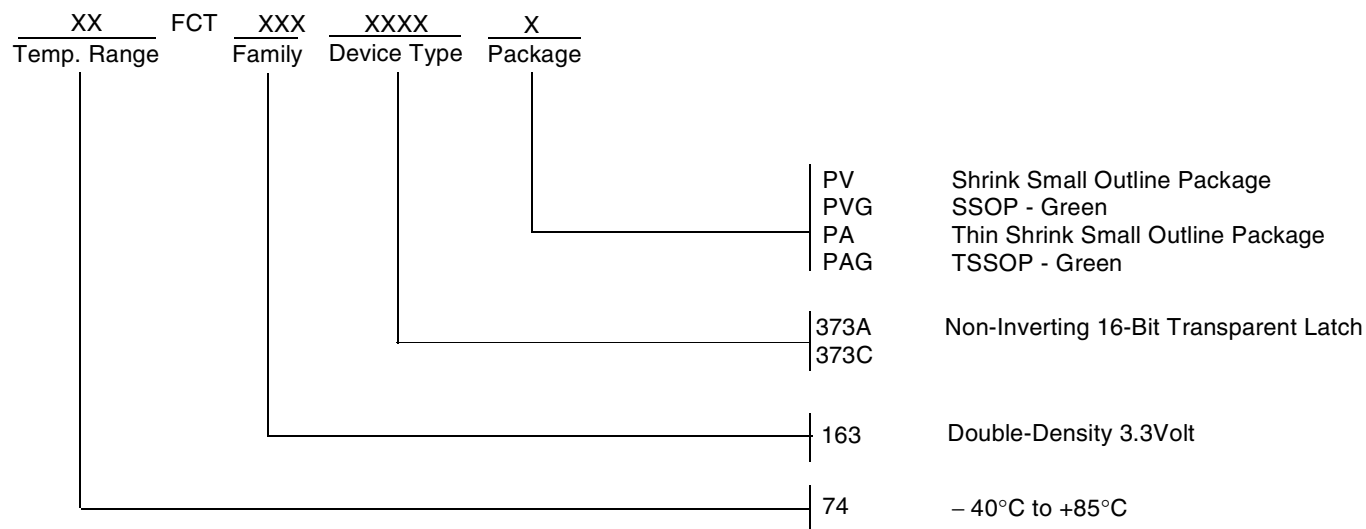 XX FCT XXX XXXX X
Temp. Range Family Device Type Package
PV Shrink Small Outline Package
PVG SSOP - Green
PA Thin Shrink Small Outline Package
PAG TSSOP - Green
373A Non-Inverting 16-Bit Transparent Latch
373C
163 Double-Density 3.3Volt
74 – 40°C to +85°C